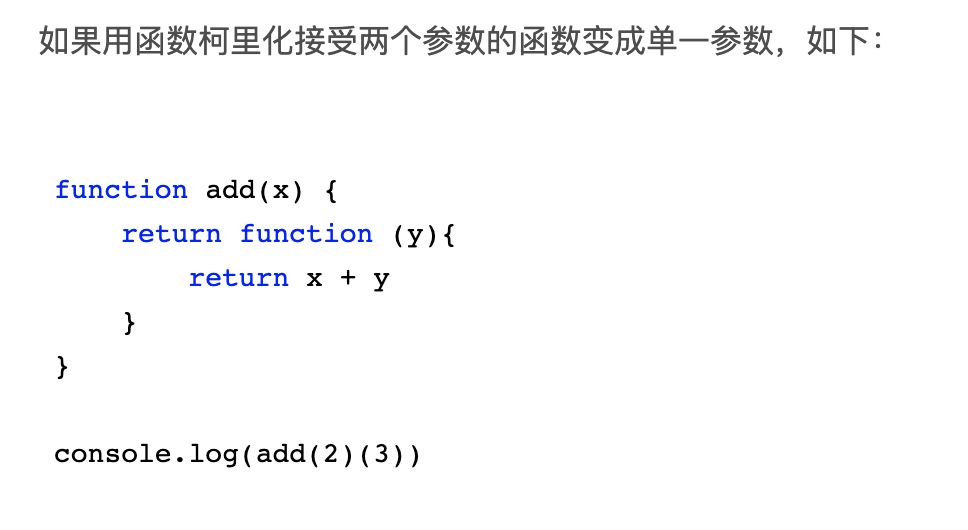 如果用函数柯里化接受两个参数的函数变成单一参数，如下：
function add(x) {
    return function (y){
        return x + y
    }
}
console.log(add(2)(3))